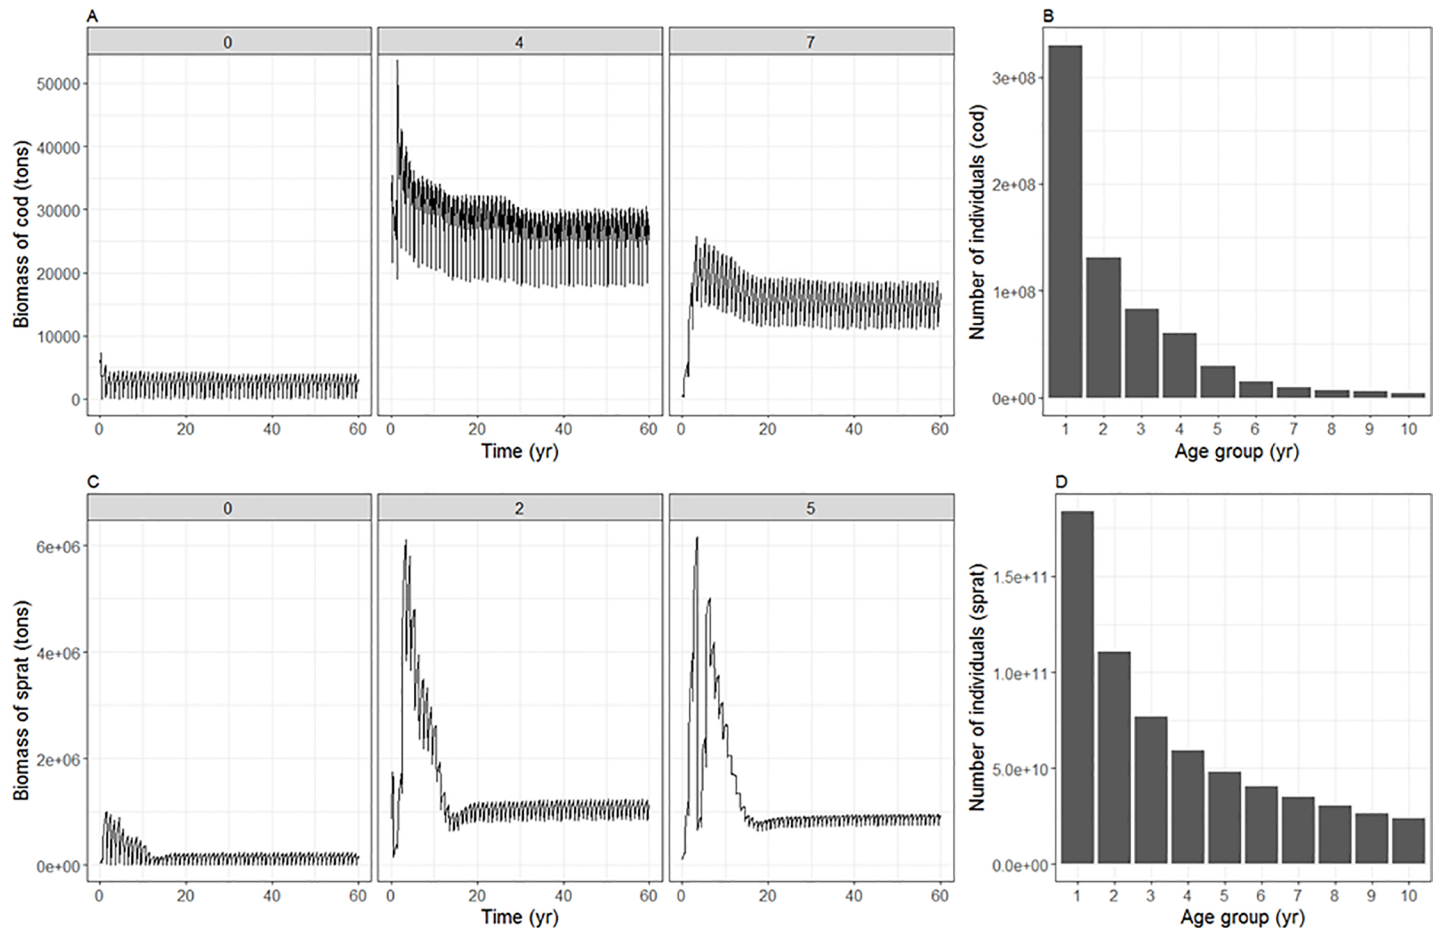 A
0 4 7
Biomass of cod (tons)
50000
40000
30000
20000
10000
0
0 20 40 60 0 20 40 60 0 20 40 60
Time (yr)
B
Number of individuals (cod)
3e+08
2e+08
1e+08
0e+00
1 2 3 4 5 6 7 8 9 10
Age group (yr)
C
0 2 5
Biomass of sprat (tons)
6e+06
4e+06
2e+06
0e+00
0 20 40 60 0 20 40 60 0 20 40 60
Time (yr)
D
Number of individuals (sprat)
1.5e+11
1.0e+11
5.0e+10
0.0e+00
1 2 3 4 5 6 7 8 9 10
Age group (yr)